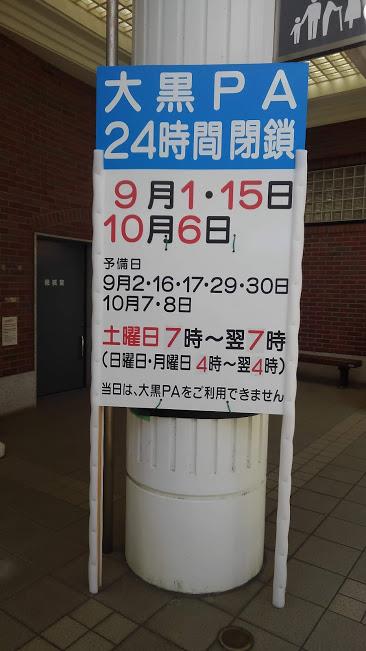 大黒PA
24時間閉鎖
9月1・15日
10月6日
予備日
9月2・16・17・29・30日
10月7・8日
土曜日7時～翌7時
(日曜日・月曜日4時～翌4時)
当日は、大黒PAをご利用できません